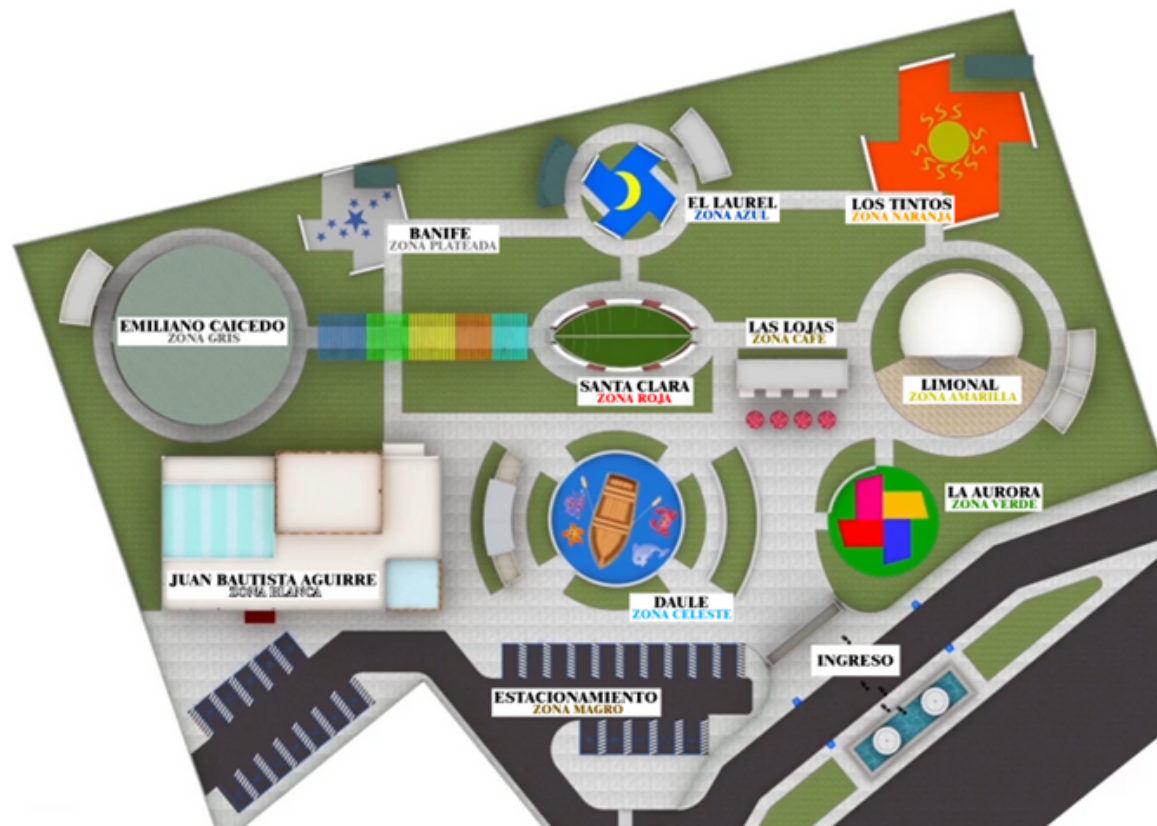 LOS TINTOS
ZONA NARANJA
EL LAUREL
ZONA AZUL
BANIFE
ZONA PLATEADA
EMILIANO CAICEDO
ZONA GRIS
LAS LOJAS
ZONA CAFE
SANTA CLARA
ZONA ROJA
LIMONAL
ZONA AMARILLA
LA AURORA
ZONA VERDE
JUAN BAUTISTA AGUIRRE
ZONA BLANCA
DAULE
ZONA CELESTE
INGRESO
ESTACIONAMIENTO
ZONA MAGRO